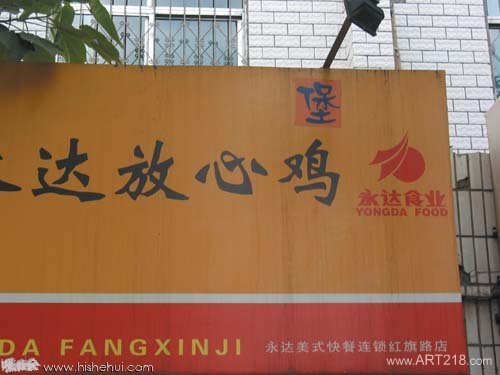 堡
达放心鸡
永达食业
YONGDA FOOD
DA FANGXINJI
永达美式快餐连锁红旗路店
www.hishehui.com
www.ART218.com